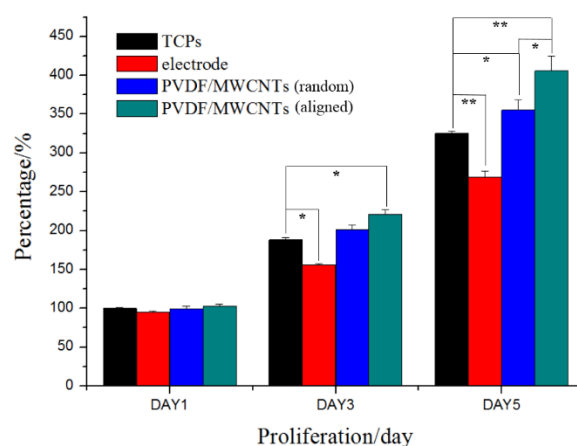 TCPs
electrode
PVDF/MWCNTs (random)
PVDF/MWCNTs (aligned)
Percentage/%
450
400
350
300
250
200
150
100
50
0
**
*
*
**
*
*
DAY1
DAY3
DAY5
Proliferation/day